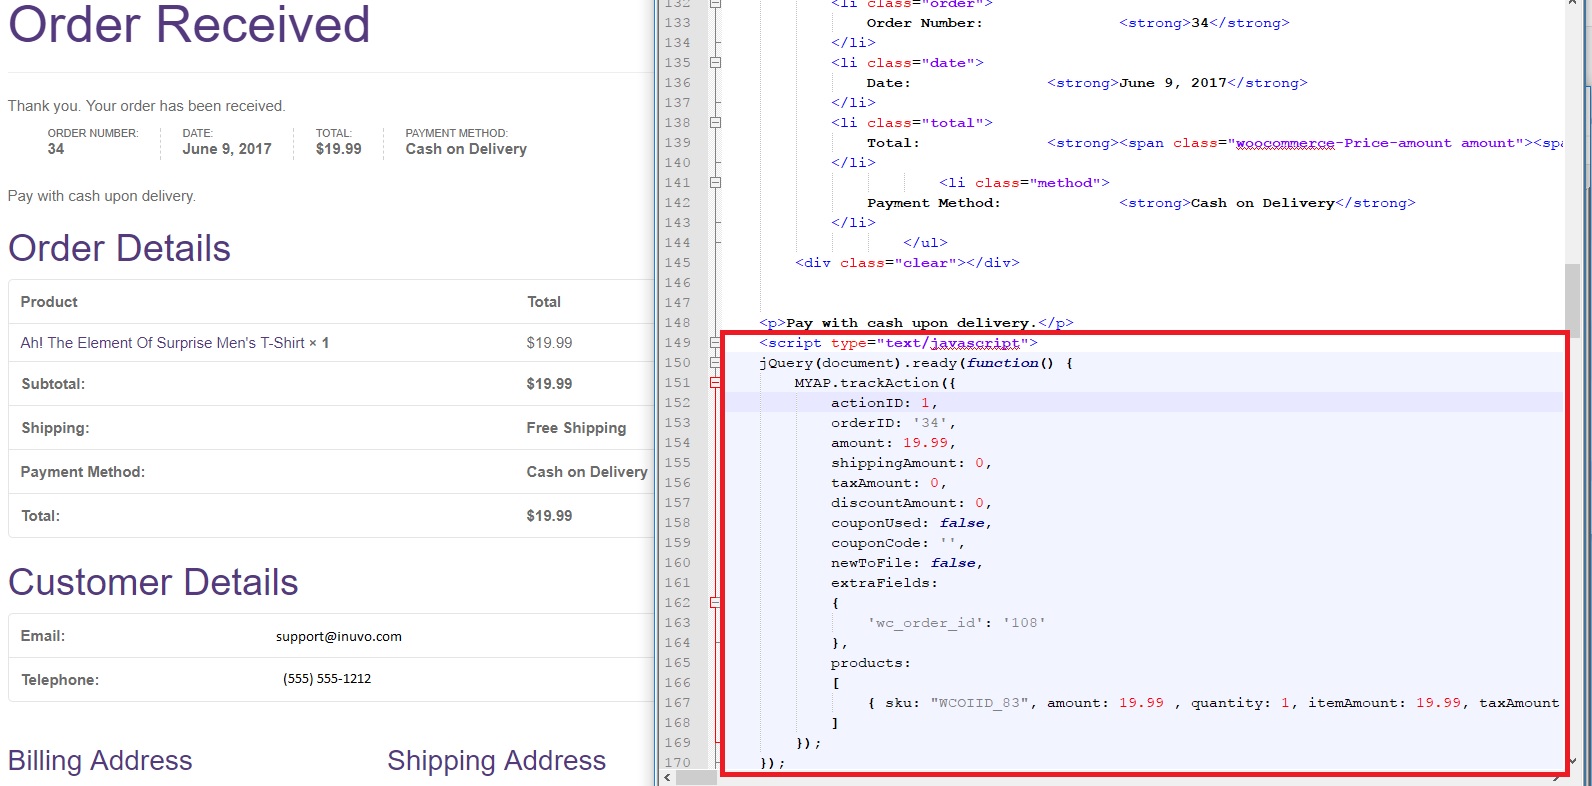 Order Received
Thank you. Your order has been received.
ORDER NUMBER: DATE: TOTAL: PAYMENT METHOD:
34 June 9, 2017 $19.99 Cash on Delivery
Pay with cash upon delivery.
Order Details
Product Total
Ah! The Element Of Surprise Men's T-Shirt × 1 $19.99
Subtotal: $19.99
Shipping: Free Shipping
Payment Method: Cash on Delivery
Total: $19.99
Customer Details
Email: support@inuvo.com
Telephone: (555) 555-1212
Billing Address Shipping Address
132 <li class="order">
133 Order Number: <strong>34</strong>
134 </li>
135 <li class="date">
136 Date: <strong>June 9, 2017</strong>
137 </li>
138 <li class="total">
139 Total: <strong><span class="woocommerce-Price-amount amount"><spa
140 </li>
141 <li class="method">
142 Payment Method: <strong>Cash on Delivery</strong>
143 </li>
144 </ul>
145 <div class="clear"></div>
146
147
148 <p>Pay with cash upon delivery.</p>
149 <script type="text/javascript">
150 jQuery(document).ready(function() {
151 MYAP.trackAction({
152 actionID: 1,
153 orderID: '34',
154 amount: 19.99,
155 shippingAmount: 0,
156 taxAmount: 0,
157 discountAmount: 0,
158 couponUsed: false,
159 couponCode: '',
160 newToFile: false,
161 extraFields:
162 {
163 'wc_order_id': '108'
164 },
165 products:
166 [
167 { sku: "WCOIID_83", amount: 19.99 , quantity: 1, itemAmount: 19.99, taxAmount
168 ]
169 });
170 });